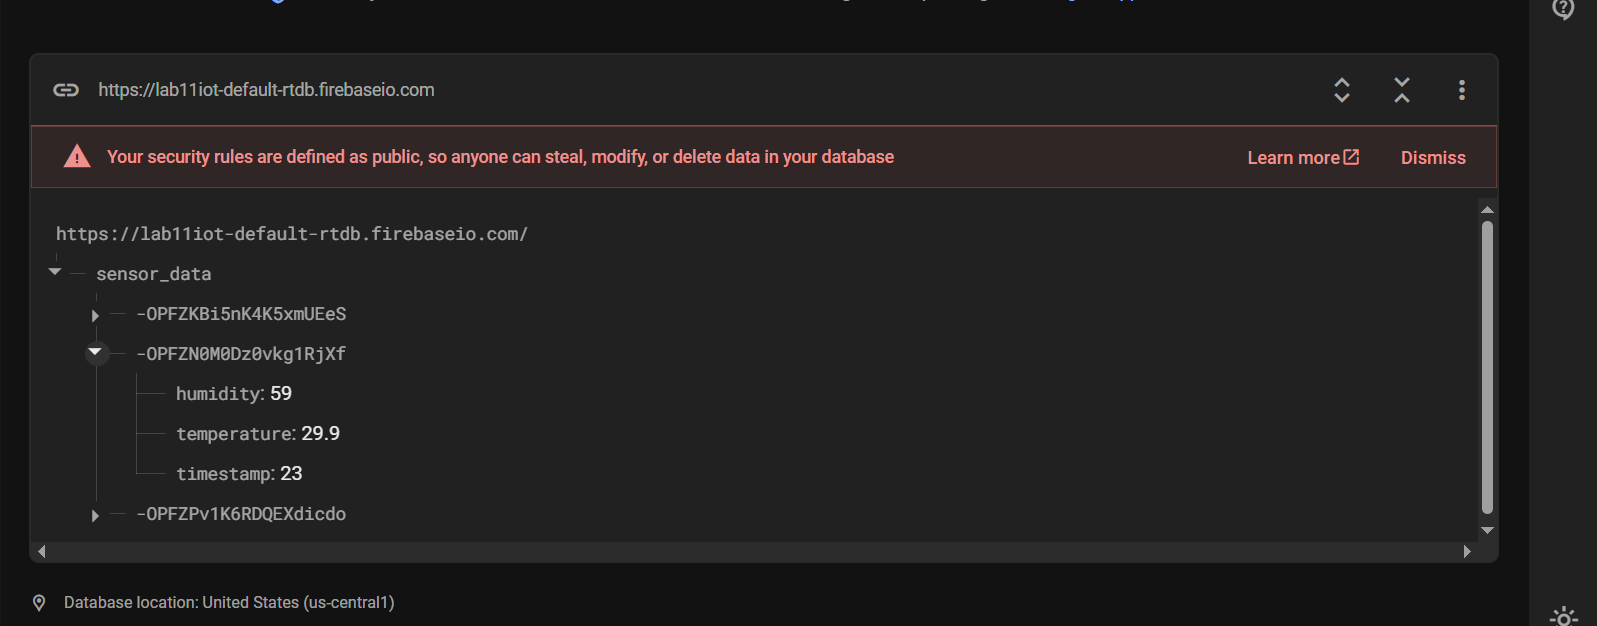 https://lab11iot-default-rtdb.firebaseio.com
Your security rules are defined as public, so anyone can steal, modify, or delete data in your database
Learn more
Dismiss
https://lab11iot-default-rtdb.firebaseio.com/
sensor_data
-OPFZKBi5nK4K5xmUEeS
-OPFZN0M0Dz0vkg1RjXf
humidity: 59
temperature: 29.9
timestamp: 23
-OPFZPv1K6RDQEXdicdo
Database location: United States (us-central1)